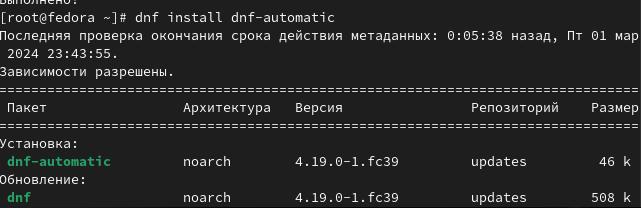 Выполнено!
[root@fedora ~]# dnf install dnf-automatic
Последняя проверка окончания срока действия метаданных: 0:05:38 назад, Пт 01 мар
2024 23:43:55.
Зависимости разрешены.
================================================================================
Пакет Архитектура Версия Репозиторий Размер
================================================================================
Установка:
dnf-automatic noarch 4.19.0-1.fc39 updates 46 k
Обновление:
dnf noarch 4.19.0-1.fc39 updates 508 k